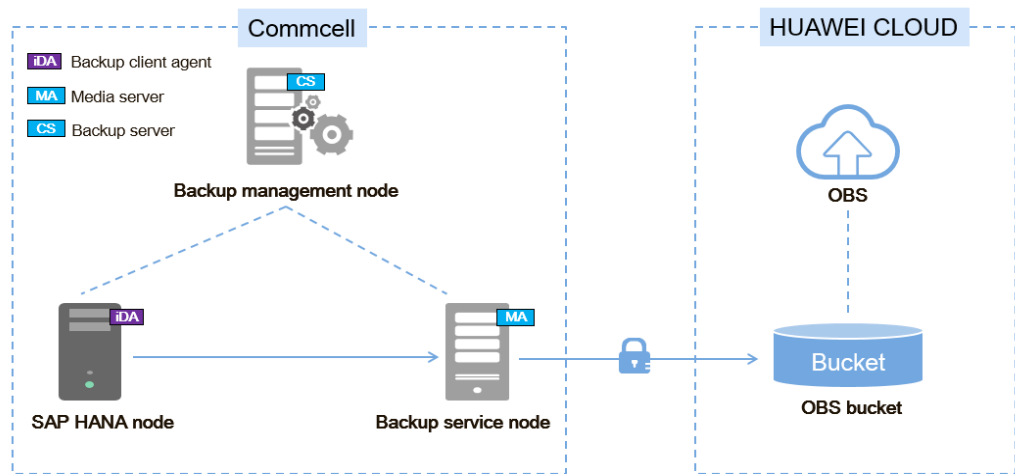 Commcell
HUAWEI CLOUD
iDA Backup client agent
MA Media server
CS Backup server
CS
Backup management node
OBS
iDA
MA
Bucket
SAP HANA node
Backup service node
OBS bucket